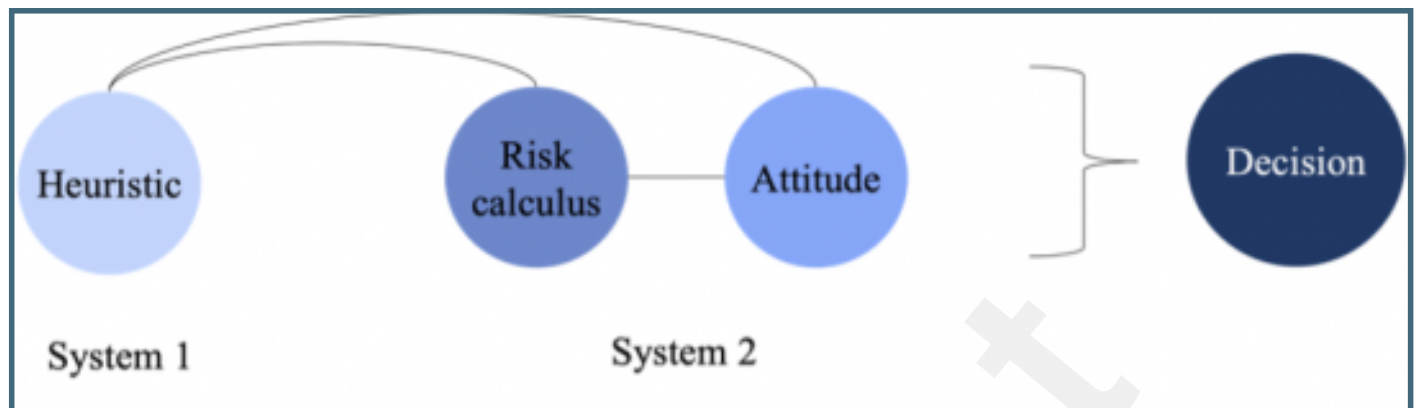 Heuristic
Risk
calculus
Attitude
Decision
System 1
System 2
t